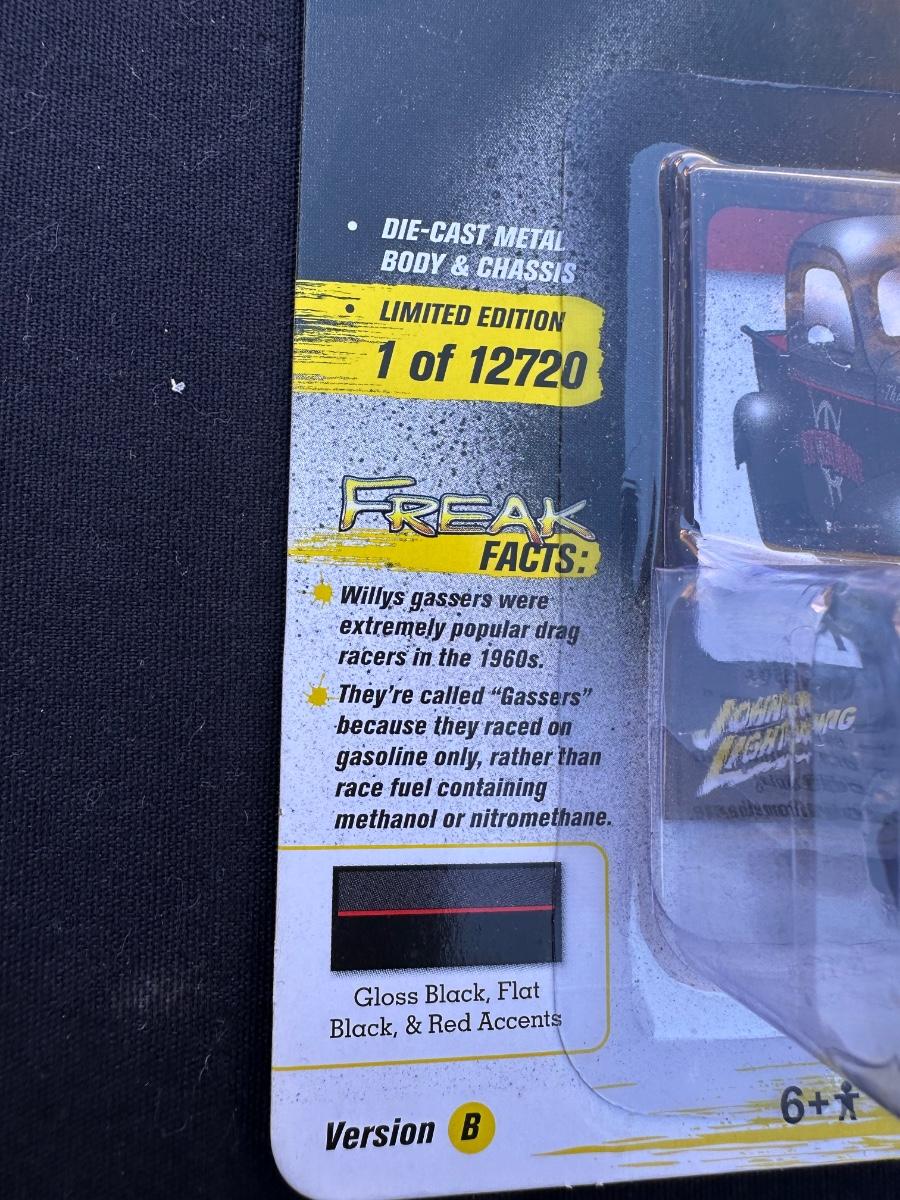 • DIE-CAST METAL
BODY & CHASSIS
• LIMITED EDITION
1 of 12720
FREAK
FACTS:
Willys gassers were
extremely popular drag
racers in the 1960s.
They're called “Gassers”
because they raced on
gasoline only, rather than
race fuel containing
methanol or nitromethane.
JOHNNY
LIGHTNING
Gloss Black, Flat
Black, & Red Accents
6+
Version B